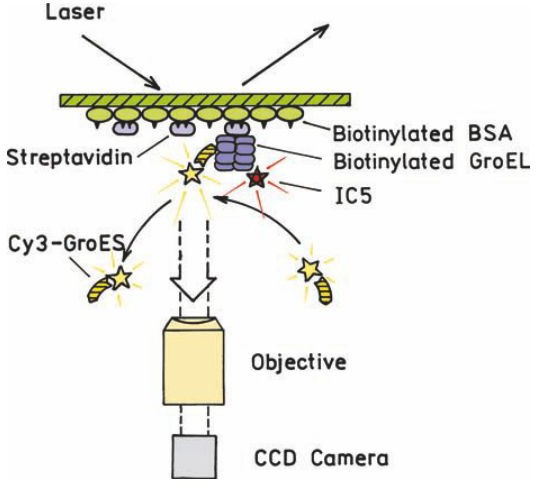 Laser
Biotinylated BSA
Streptavidin
Biotinylated GroEL
IC5
Cy3-GroES
Objective
CCD Camera